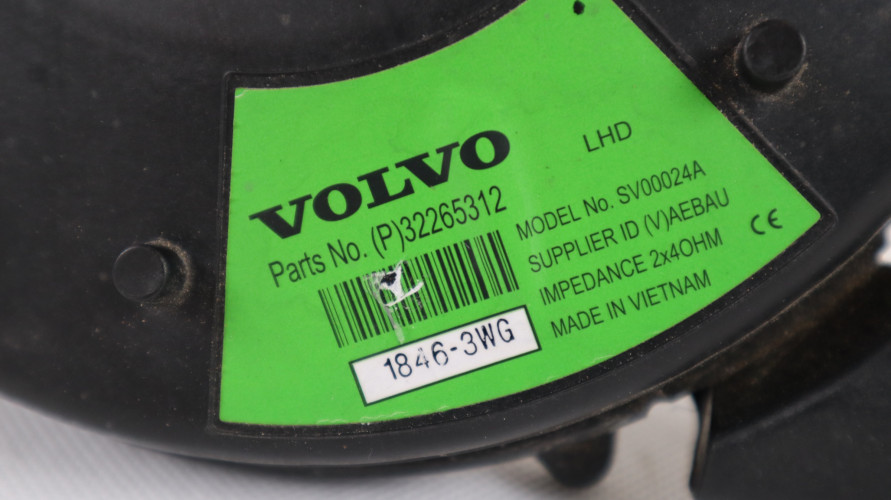 VOLVO
Parts No. (P)32265312
1846-3WG
LHD
MODEL No. SV00024A
SUPPLIER ID (V)AEBAU
IMPEDANCE 2x4OHM
MADE IN VIETNAM
CE